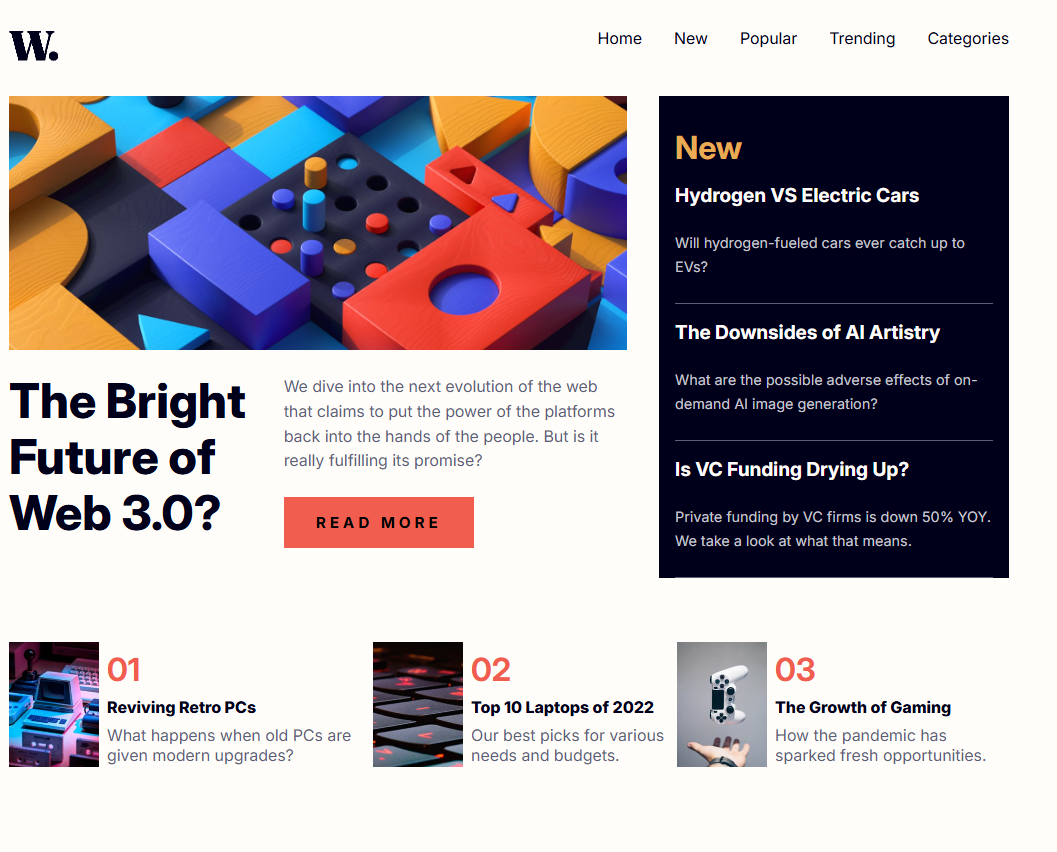 W.
Home New Popular Trending Categories
The Bright
Future of
Web 3.0?
We dive into the next evolution of the web
that claims to put the power of the platforms
back into the hands of the people. But is it
really fulfilling its promise?
READ MORE
New
Hydrogen VS Electric Cars
Will hydrogen-fueled cars ever catch up to
EVs?
The Downsides of AI Artistry
What are the possible adverse effects of on-
demand AI image generation?
Is VC Funding Drying Up?
Private funding by VC firms is down 50% YOY.
We take a look at what that means.
01
Reviving Retro PCs
What happens when old PCs are
given modern upgrades?
02
Top 10 Laptops of 2022
Our best picks for various
needs and budgets.
03
The Growth of Gaming
How the pandemic has
sparked fresh opportunities.